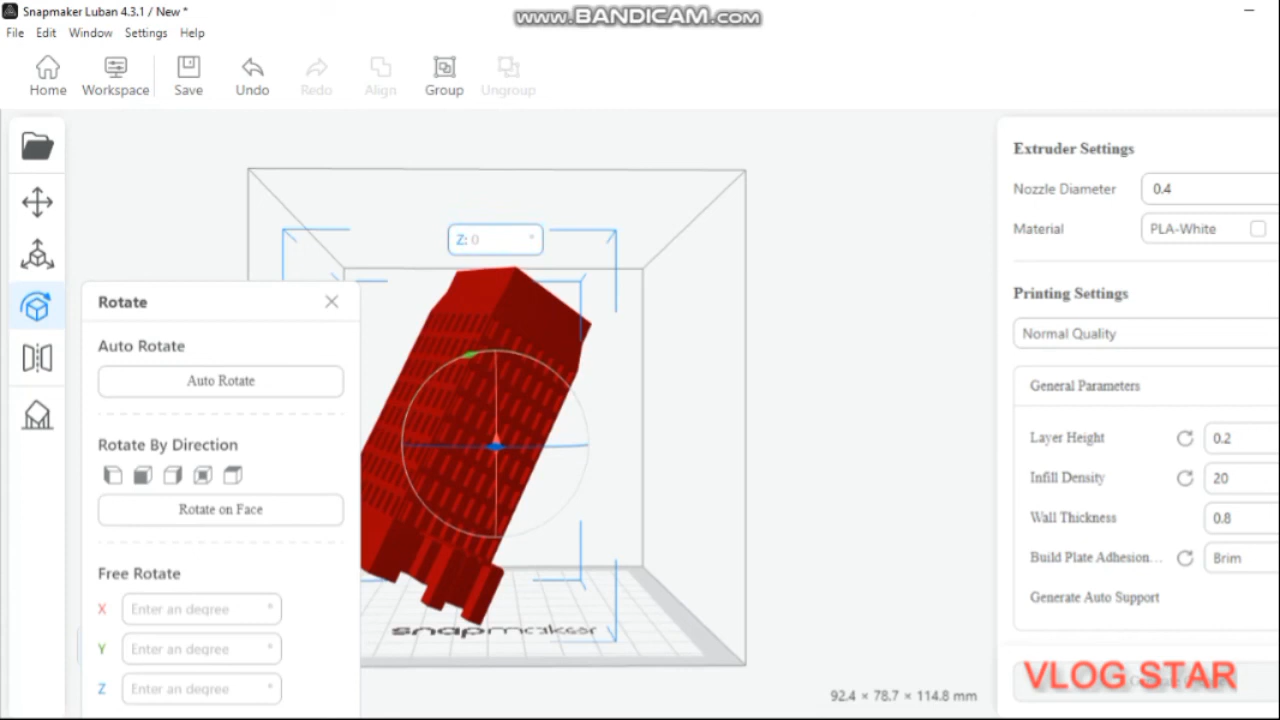 Snapmaker Luban 4.3.1 / New *
www.BANDICAM.com
File Edit Window Settings Help
Home Workspace Save Undo Redo Align Group Ungroup
Extruder Settings
Nozzle Diameter 0.4
Material PLA-White
Z: 0 °
Rotate
Printing Settings
Normal Quality
Auto Rotate
Auto Rotate
General Parameters
Rotate By Direction
Layer Height 0.2
Infill Density 20
Rotate on Face
Wall Thickness 0.8
Build Plate Adhesion... Brim
Free Rotate
Generate Auto Support
X Enter an degree °
Y Enter an degree °
Z Enter an degree °
snapmaker
VLOG STAR
92.4 × 78.7 × 114.8 mm